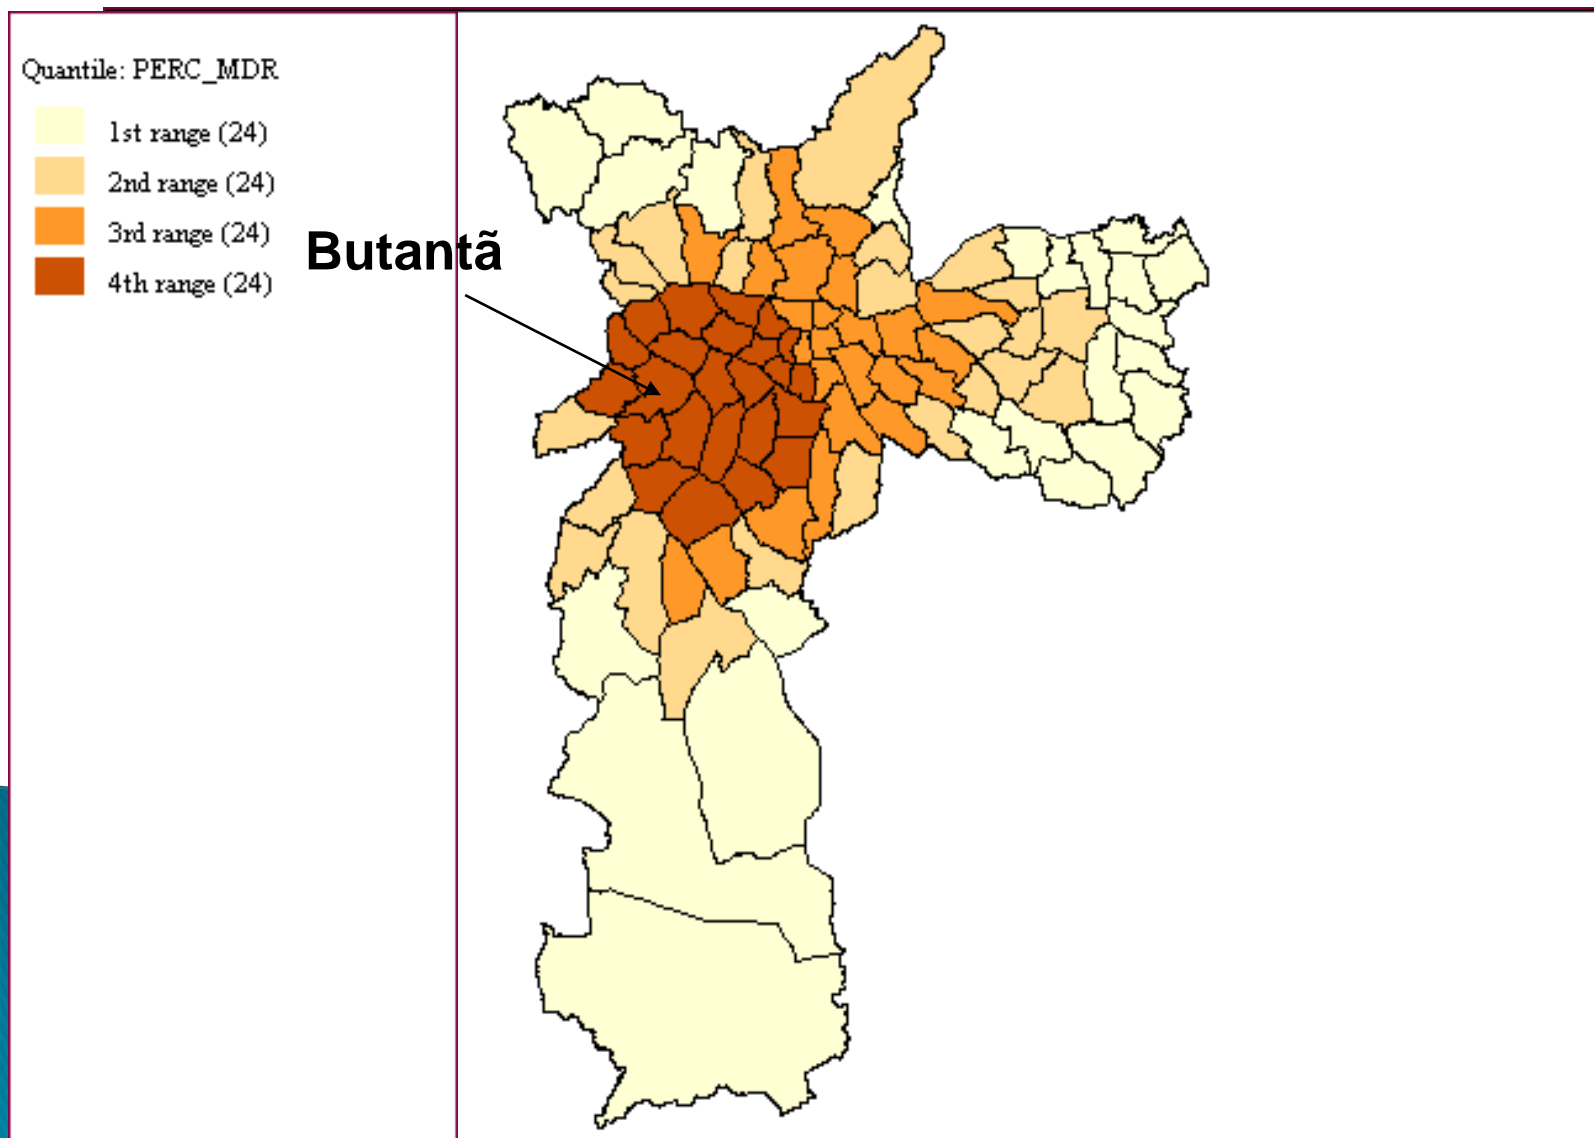 Quantile: PERC_MDR
1st range (24)
2nd range (24)
3rd range (24)
4th range (24)
Butantã